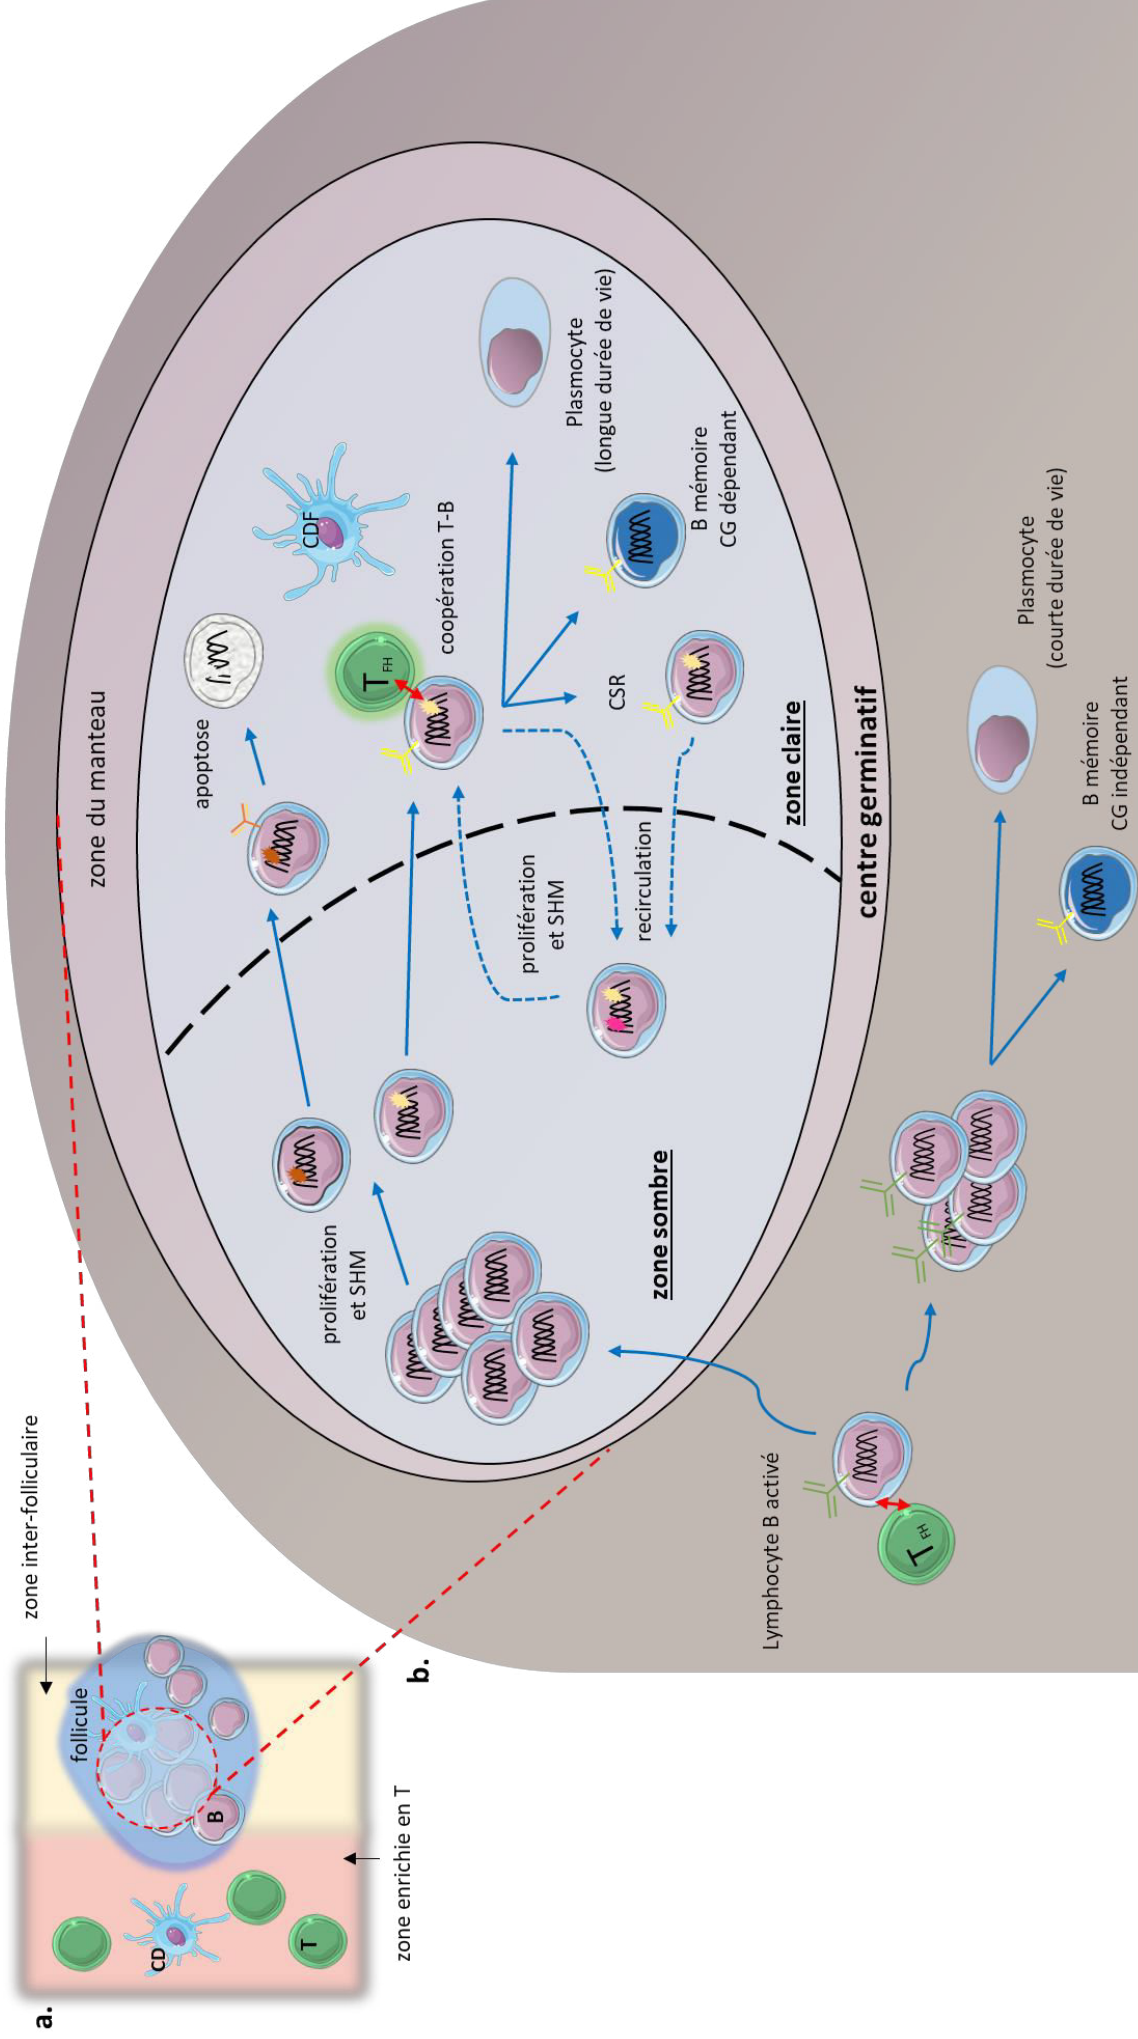 a.
zone inter-folliculaire
follicule
B
CD
T
zone enrichie en T
b.
zone du manteau
apoptose
CDF
prolifération
et SHM
T FH
coopération T-B
Plasmocyte
(longue durée de vie)
prolifération
et SHM
recirculation
CSR
B mémoire
CG dépendant
zone sombre
zone claire
centre germinatif
Lymphocyte B activé
T FH
Plasmocyte
(courte durée de vie)
B mémoire
CG indépendant